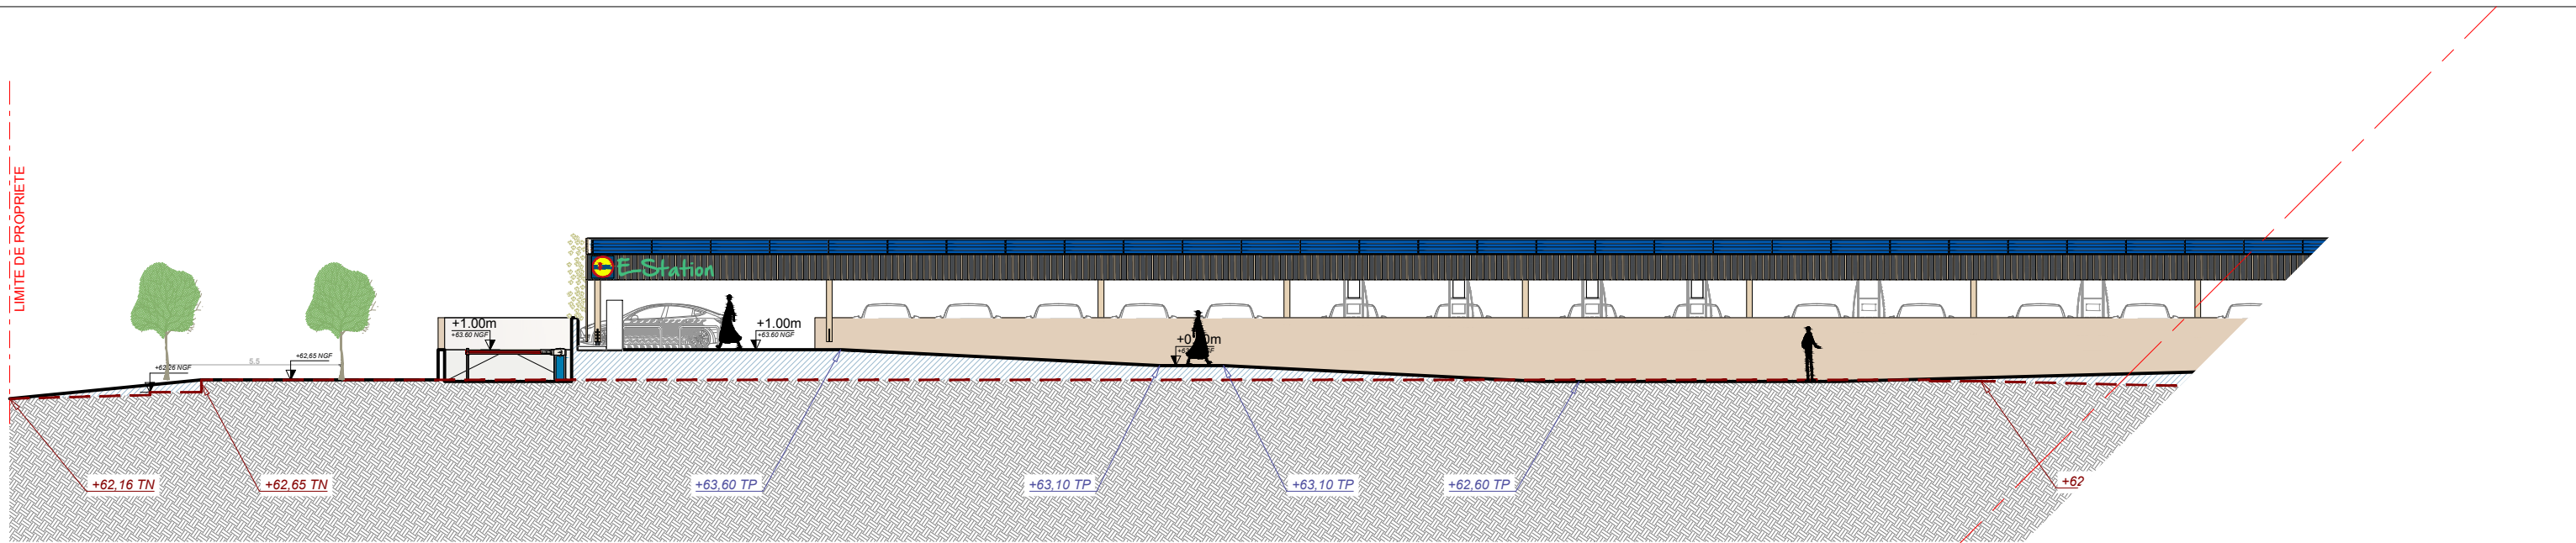 LIMITE DE PROPRIETE
E-Station
+1.00m
+63.60 NGF
+1.00m
+63.60 NGF
5.5
+62,65 NGF
+62,26 NGF
+62,16 TN
+62,65 TN
+63,60 TP
+63,10 TP
+63,10 TP
+62,60 TP
+62